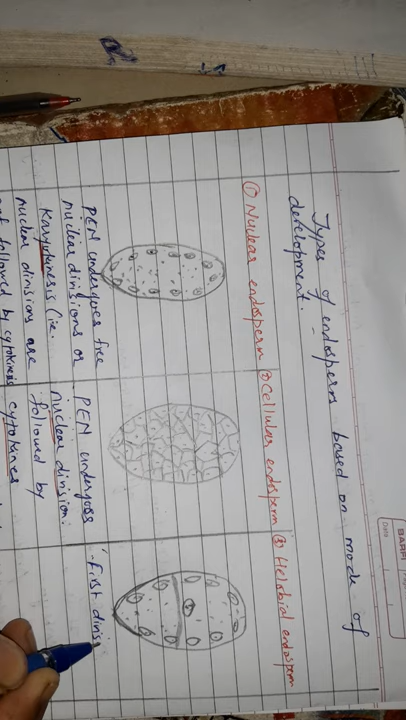 Types of endosperm based on mode of
development.
① Nuclear endosperm
② Cellular endosperm
③ Helobial endosperm
PEN undergoes free
nuclear divisions or
Karyokinesis (i.e.
nuclear divisions are
not followed by cytokinesis
PEN undergoes
nuclear division.
followed by
cytokines
First divis
Date